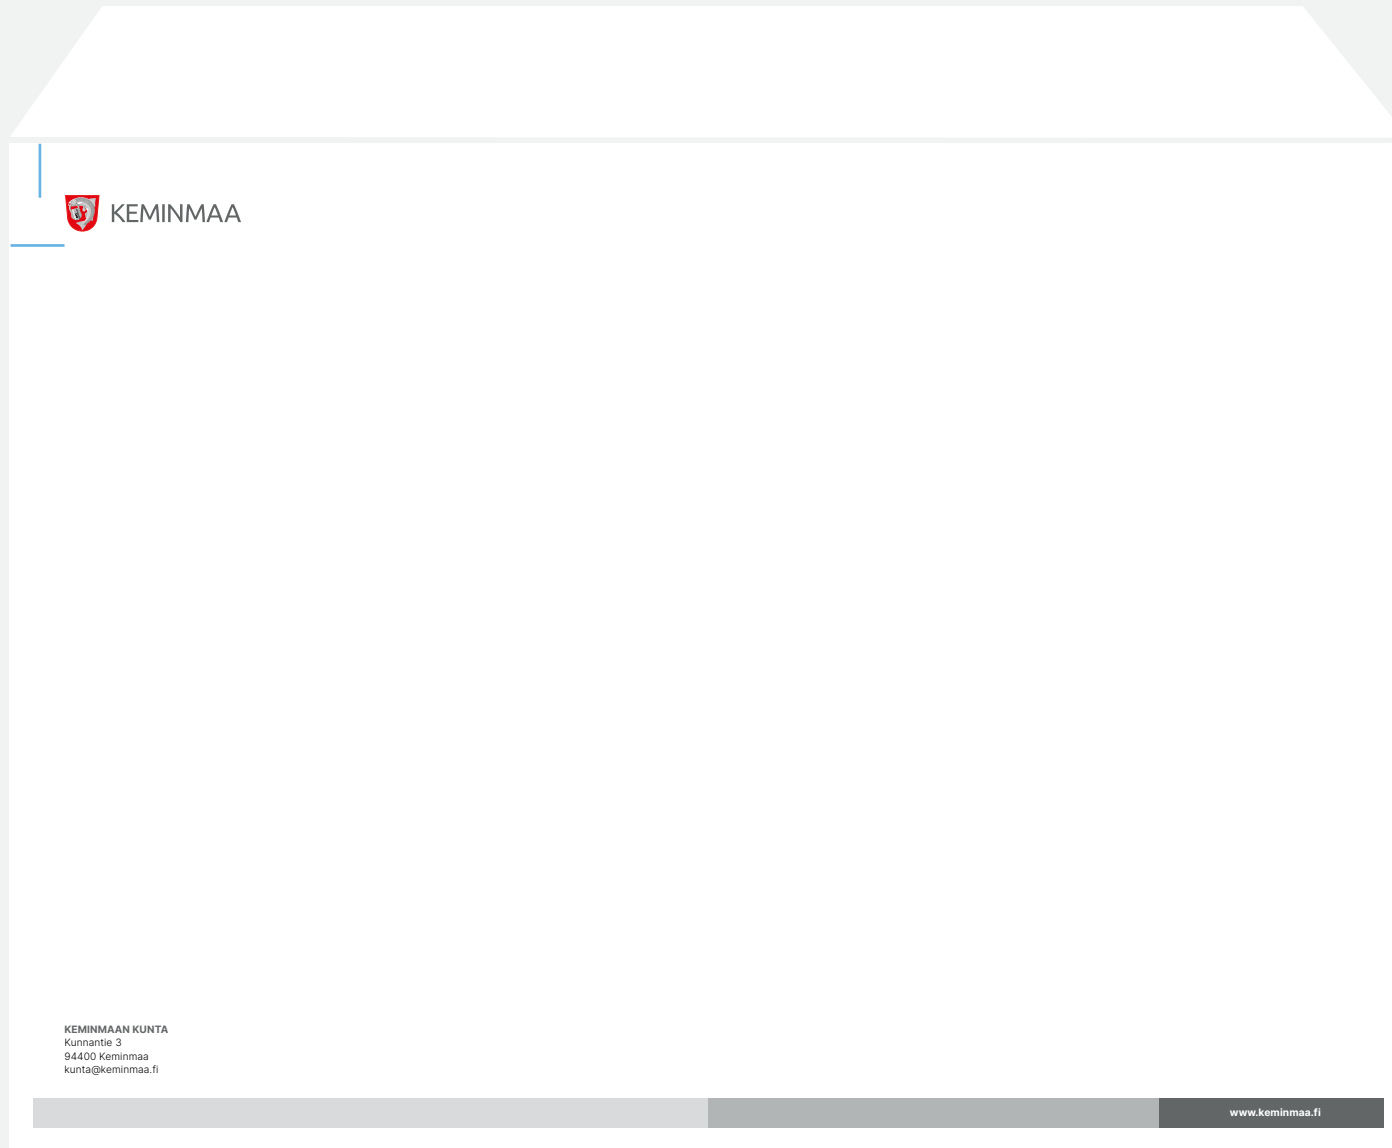 KEMINMAA
KEMINMAAN KUNTA
Kunnantie 3
94400 Keminmaa
kunta@keminmaa.fi
www.keminmaa.fi